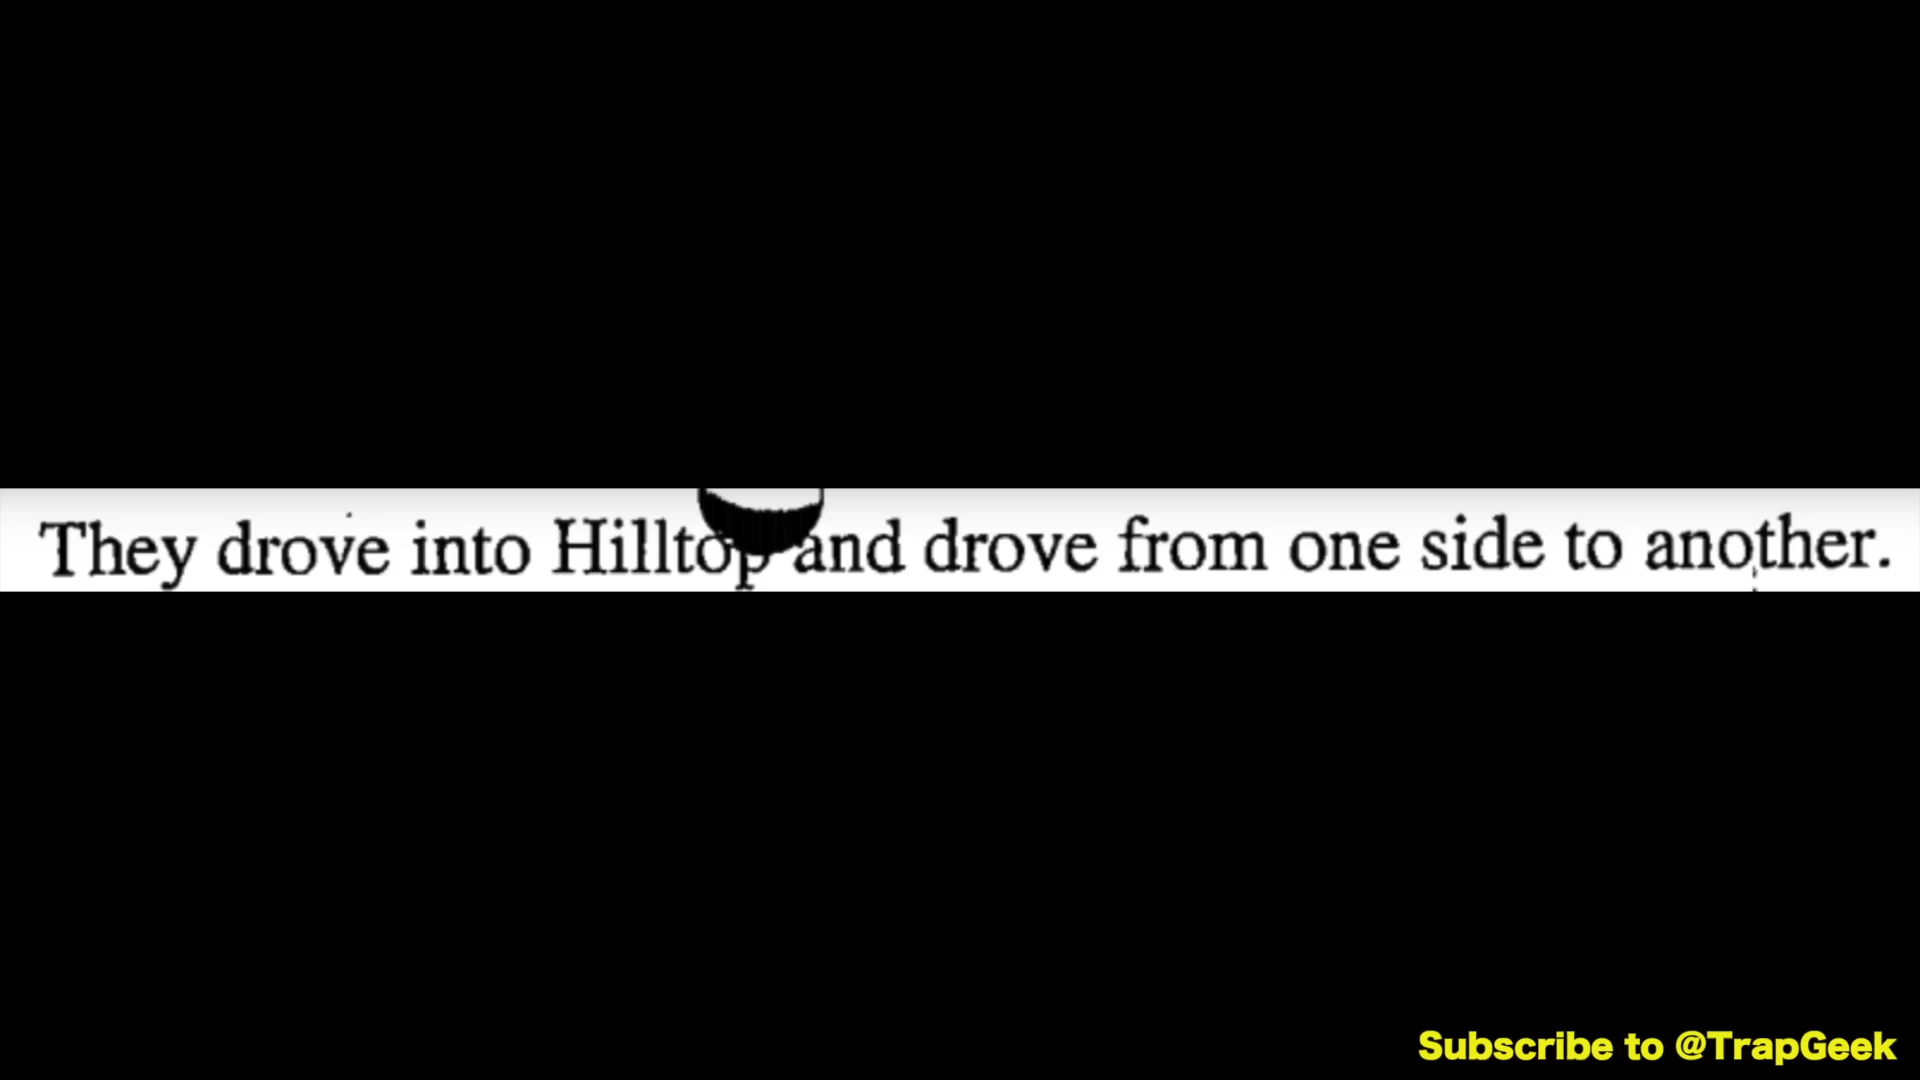 They drove into Hilltop and drove from one side to another.
Subscribe to @TrapGeek